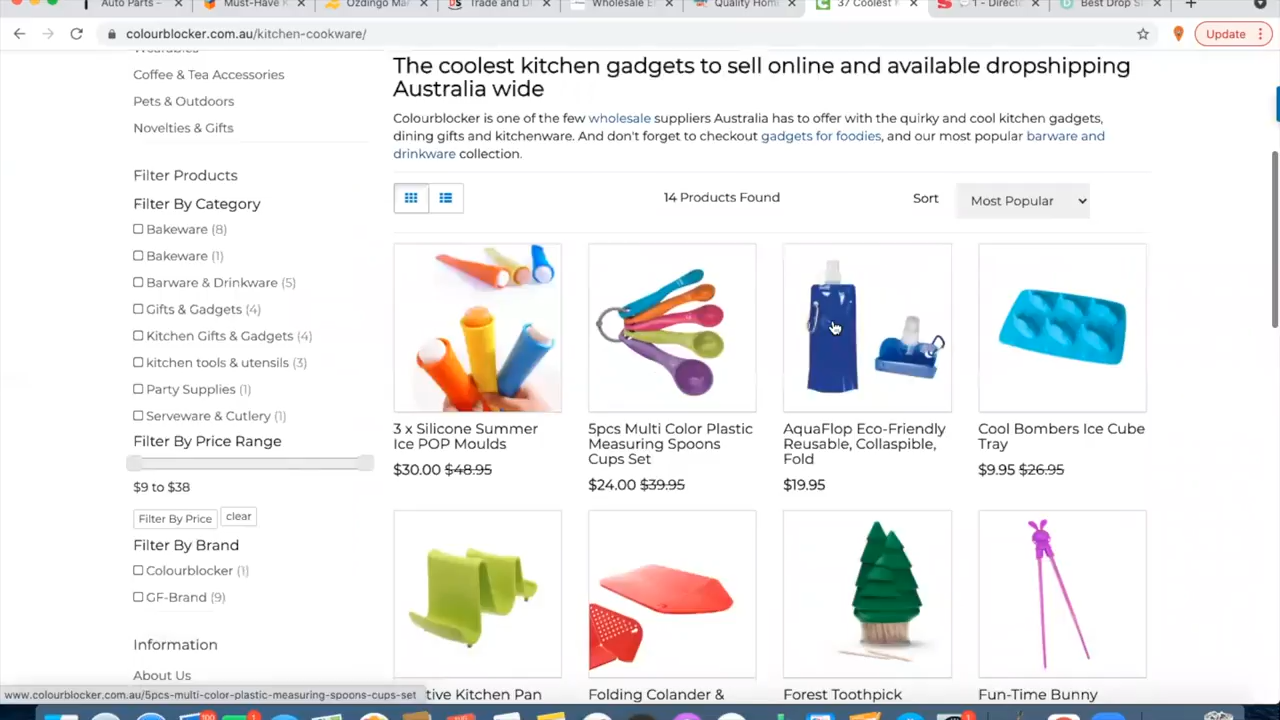 Auto Parts -
Must-Have K
Ozdingo Mar
Trade and D
Wholesale E
Quality Hom
37 Coolest
1 - Direct
Best Drop S
colourblocker.com.au/kitchen-cookware/
Update
Wearables
Coffee & Tea Accessories
Pets & Outdoors
Novelties & Gifts
Filter Products
Filter By Category
Bakeware (8)
Bakeware (1)
Barware & Drinkware (5)
Gifts & Gadgets (4)
Kitchen Gifts & Gadgets (4)
kitchen tools & utensils (3)
Party Supplies (1)
Serveware & Cutlery (1)
Filter By Price Range
$9 to $38
Filter By Price
clear
Filter By Brand
Colourblocker (1)
GF-Brand (9)
Information
About Us
The coolest kitchen gadgets to sell online and available dropshipping
Australia wide
Colourblocker is one of the few wholesale suppliers Australia has to offer with the quirky and cool kitchen gadgets,
dining gifts and kitchenware. And don't forget to checkout gadgets for foodies, and our most popular barware and
drinkware collection.
14 Products Found
Sort
Most Popular
3 x Silicone Summer
Ice POP Moulds
$30.00 $48.95
5pcs Multi Color Plastic
Measuring Spoons
Cups Set
$24.00 $39.95
AquaFlop Eco-Friendly
Reusable, Collaspible,
Fold
$19.95
Cool Bombers Ice Cube
Tray
$9.95 $26.95
tive Kitchen Pan
Folding Colander &
Forest Toothpick
Fun-Time Bunny
www.colourblocker.com.au/5pcs-multi-color-plastic-measuring-spoons-cups-set